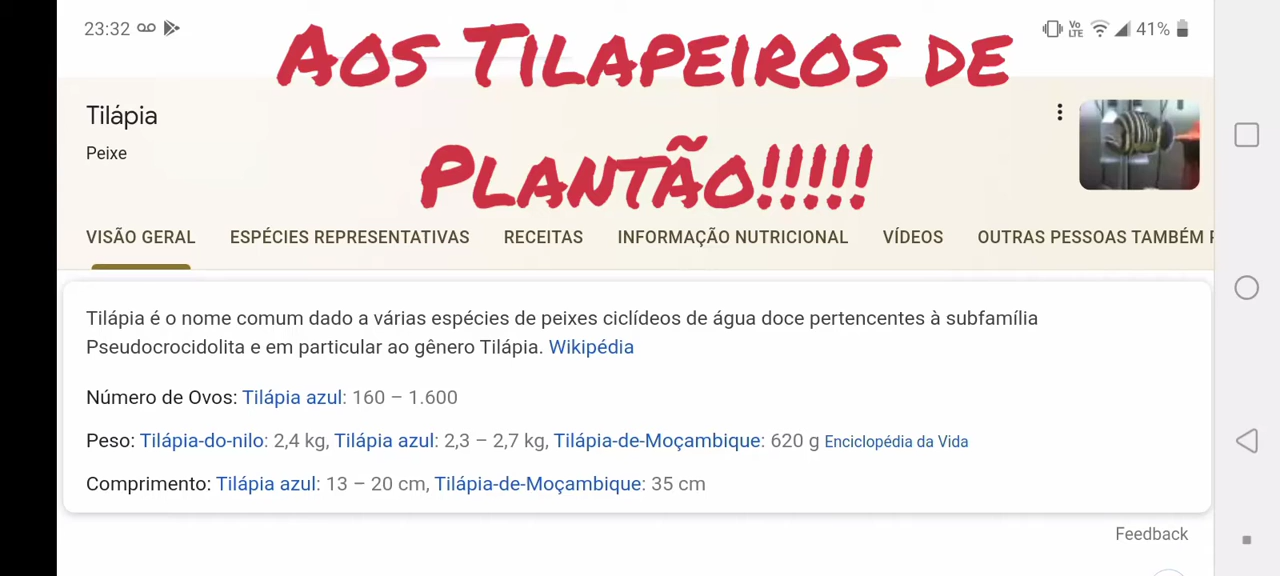 23:32
Vo LTE
41%
AOS TILAPEIROS DE
PLANTÃO!!!!!
Tilápia
Peixe
VISÃO GERAL ESPÉCIES REPRESENTATIVAS RECEITAS INFORMAÇÃO NUTRICIONAL VÍDEOS OUTRAS PESSOAS TAMBÉM
Tilápia é o nome comum dado a várias espécies de peixes ciclídeos de água doce pertencentes à subfamília
Pseudocrocidolita e em particular ao gênero Tilápia. Wikipédia
Número de Ovos: Tilápia azul: 160 – 1.600
Peso: Tilápia-do-nilo: 2,4 kg, Tilápia azul: 2,3 – 2,7 kg, Tilápia-de-Moçambique: 620 g Enciclopédia da Vida
Comprimento: Tilápia azul: 13 – 20 cm, Tilápia-de-Moçambique: 35 cm
Feedback